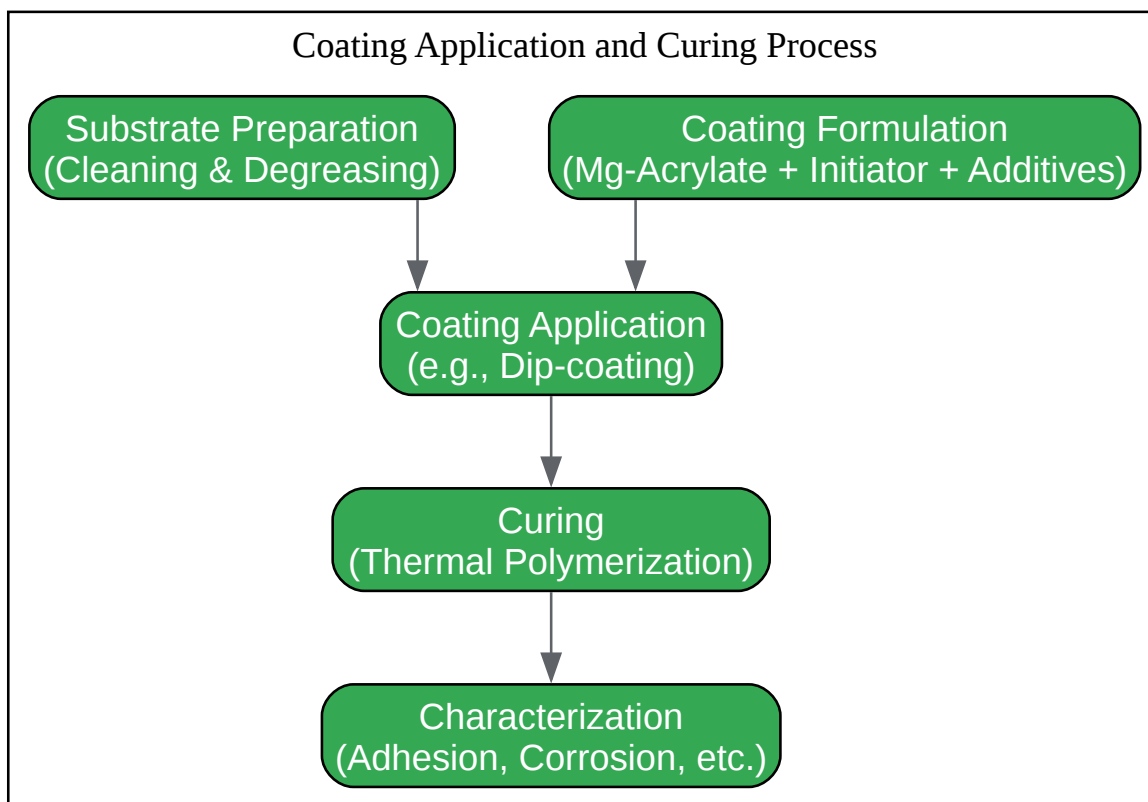 Coating Application and Curing Process
Substrate Preparation
(Cleaning & Degreasing)
Coating Formulation
(Mg-Acrylate + Initiator + Additives)
Coating Application
(e.g., Dip-coating)
Curing
(Thermal Polymerization)
Characterization
(Adhesion, Corrosion, etc.)